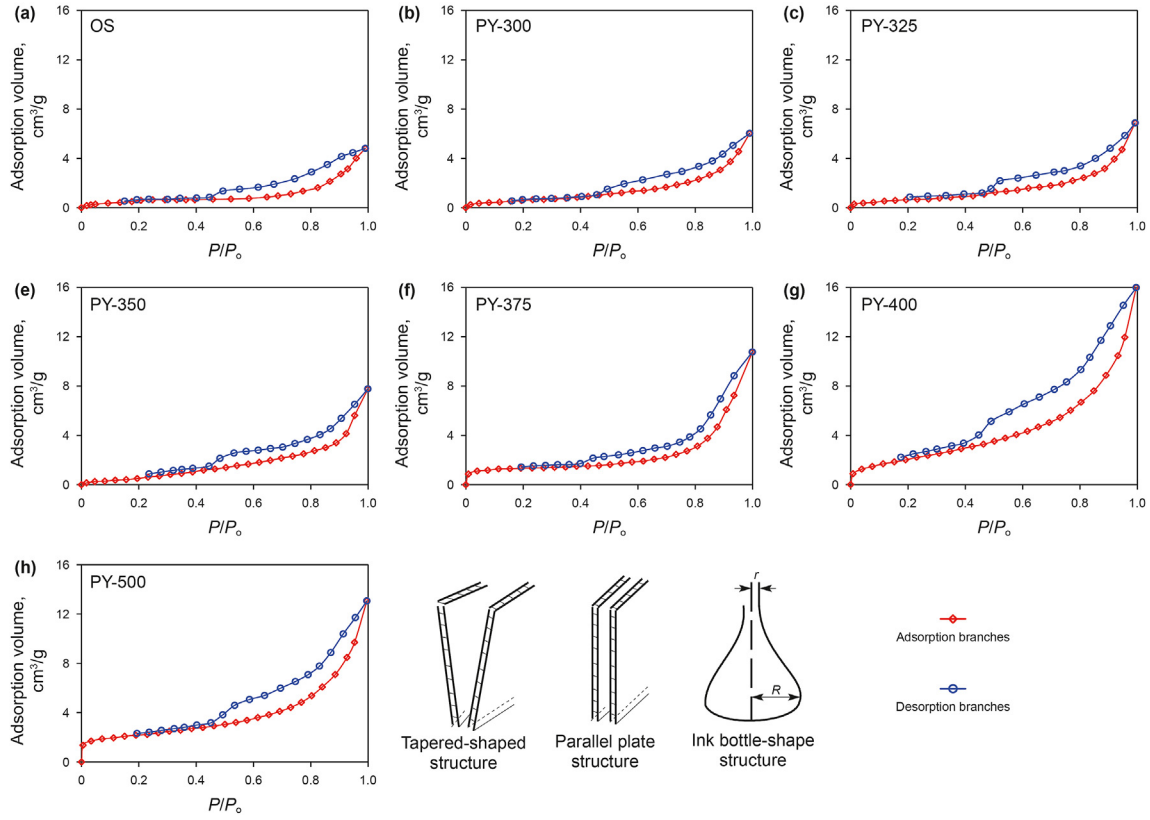 (a)
OS
Adsorption volume,
cm³/g
16
12
8
4
0
0
0.2
0.4
0.6
0.8
1.0
P/Pₒ
(b)
PY-300
Adsorption volume,
cm³/g
16
12
8
4
0
0
0.2
0.4
0.6
0.8
1.0
P/Pₒ
(c)
PY-325
Adsorption volume,
cm³/g
16
12
8
4
0
0
0.2
0.4
0.6
0.8
1.0
P/Pₒ
(e)
PY-350
Adsorption volume,
cm³/g
16
12
8
4
0
0
0.2
0.4
0.6
0.8
1.0
P/Pₒ
(f)
PY-375
Adsorption volume,
cm³/g
16
12
8
4
0
0
0.2
0.4
0.6
0.8
1.0
P/Pₒ
(g)
PY-400
Adsorption volume,
cm³/g
16
12
8
4
0
0
0.2
0.4
0.6
0.8
1.0
P/Pₒ
(h)
PY-500
Adsorption volume,
cm³/g
16
12
8
4
0
0
0.2
0.4
0.6
0.8
1.0
P/Pₒ
Tapered-shaped
structure
Parallel plate
structure
r
R
Ink bottle-shape
structure
Adsorption branches
Desorption branches